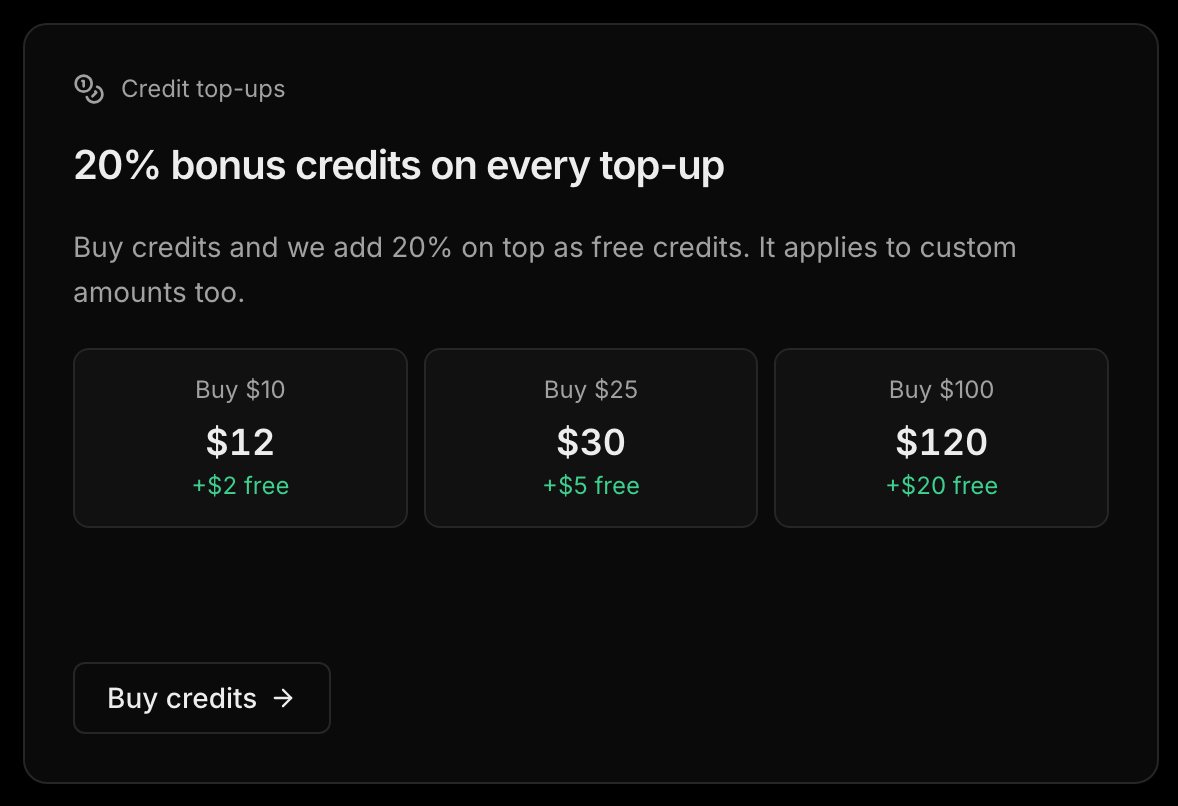 Credit top-ups
20% bonus credits on every top-up
Buy credits and we add 20% on top as free credits. It applies to custom
amounts too.
Buy $10
$12
+$2 free
Buy $25
$30
+$5 free
Buy $100
$120
+$20 free
Buy credits →